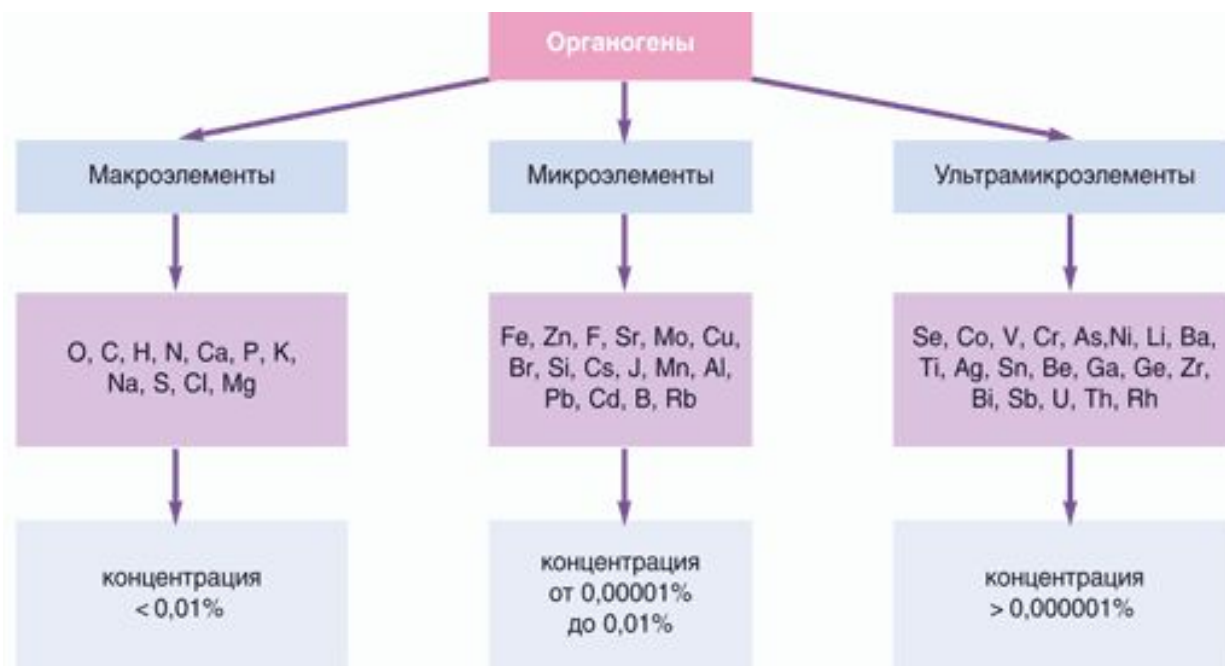 Органогены
Макроэлементы
Микроэлементы
Ультрамикроэлементы
O, C, H, N, Ca, P, K,
Na, S, Cl, Mg
Fe, Zn, F, Sr, Mo, Cu,
Br, Si, Cs, J, Mn, Al,
Pb, Cd, B, Rb
Se, Co, V, Cr, As,Ni, Li, Ba,
Ti, Ag, Sn, Be, Ga, Ge, Zr,
Bi, Sb, U, Th, Rh
концентрация
< 0,01%
концентрация
от 0,00001%
до 0,01%
концентрация
> 0,000001%